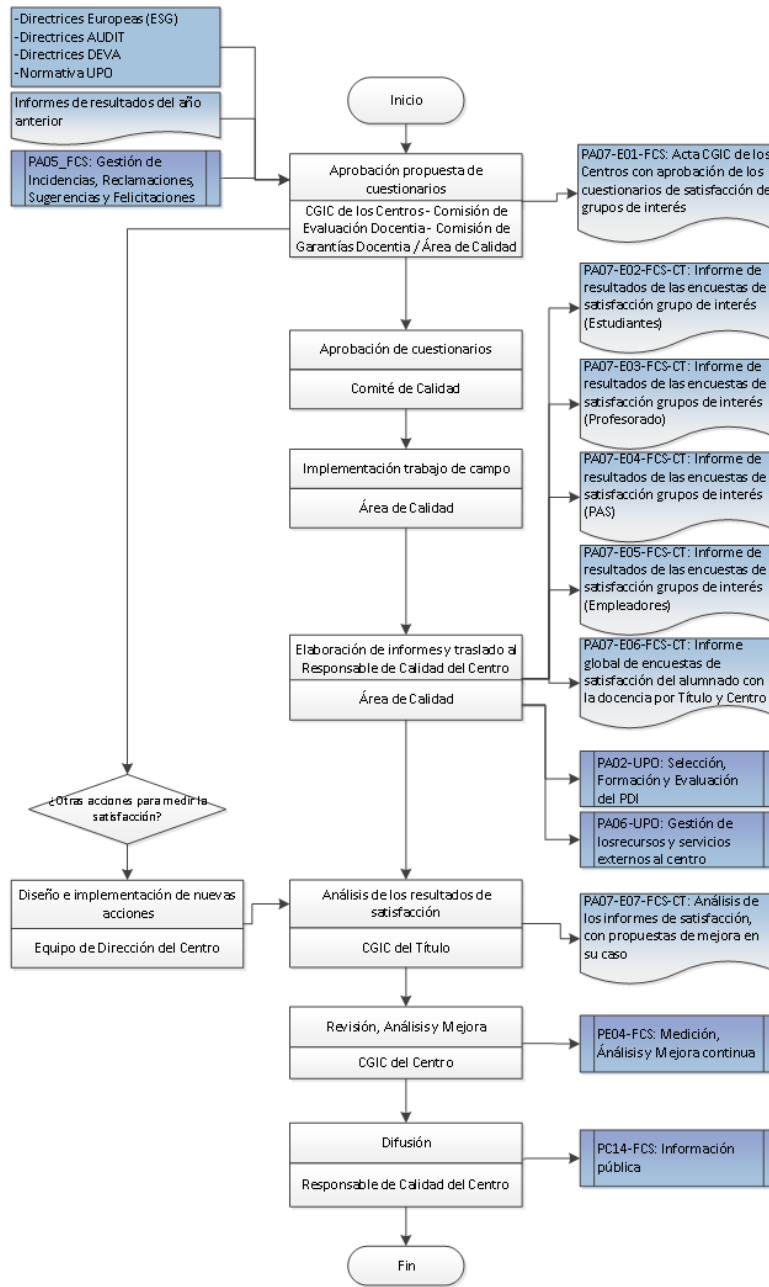 -Directrices Europeas (ESG)
-Directrices AUDIT
-Directrices DEVA
-Normativa UPO
Informes de resultados del año
anterior
PA05_FCS: Gestión de
Incidencias, Reclamaciones,
Sugerencias y Felicitaciones
Inicio
Aprobación propuesta de
cuestionarios
CGIC de los Centros - Comisión de
Evaluación Docentia - Comisión de
Garantías Docentia / Área de Calidad
PA07-E01-FCS: Acta CGIC de los
Centros con aprobación de los
cuestionarios de satisfacción de
grupos de interés
PA07-E02-FCS-CT: Informe de
resultados de las encuestas de
satisfacción grupo de interés
(Estudiantes)
Aprobación de cuestionarios
Comité de Calidad
PA07-E03-FCS-CT: Informe de
resultados de las encuestas de
satisfacción grupos de interés
(Profesorado)
Implementación trabajo de campo
Área de Calidad
PA07-E04-FCS-CT: Informe de
resultados de las encuestas de
satisfacción grupos de interés
(PAS)
PA07-E05-FCS-CT: Informe de
resultados de las encuestas de
satisfacción grupos de interés
(Empleadores)
Elaboración de informes y traslado al
Responsable de Calidad del Centro
Área de Calidad
PA07-E06-FCS-CT: Informe
global de encuestas de
satisfacción del alumnado con
la docencia por Título y Centro
PA02-UPO: Selección,
Formación y Evaluación
del PDI
PA06-UPO: Gestión de
losrecursos y servicios
externos al centro
¿Otras acciones para medir la
satisfacción?
Diseño e implementación de nuevas
acciones
Equipo de Dirección del Centro
Análisis de los resultados de
satisfacción
CGIC del Título
PA07-E07-FCS-CT: Análisis de
los informes de satisfacción,
con propuestas de mejora en
su caso
Revisión, Análisis y Mejora
CGIC del Centro
PE04-FCS: Medición,
Ánálisis y Mejora continua
Difusión
Responsable de Calidad del Centro
PC14-FCS: Información
pública
Fin